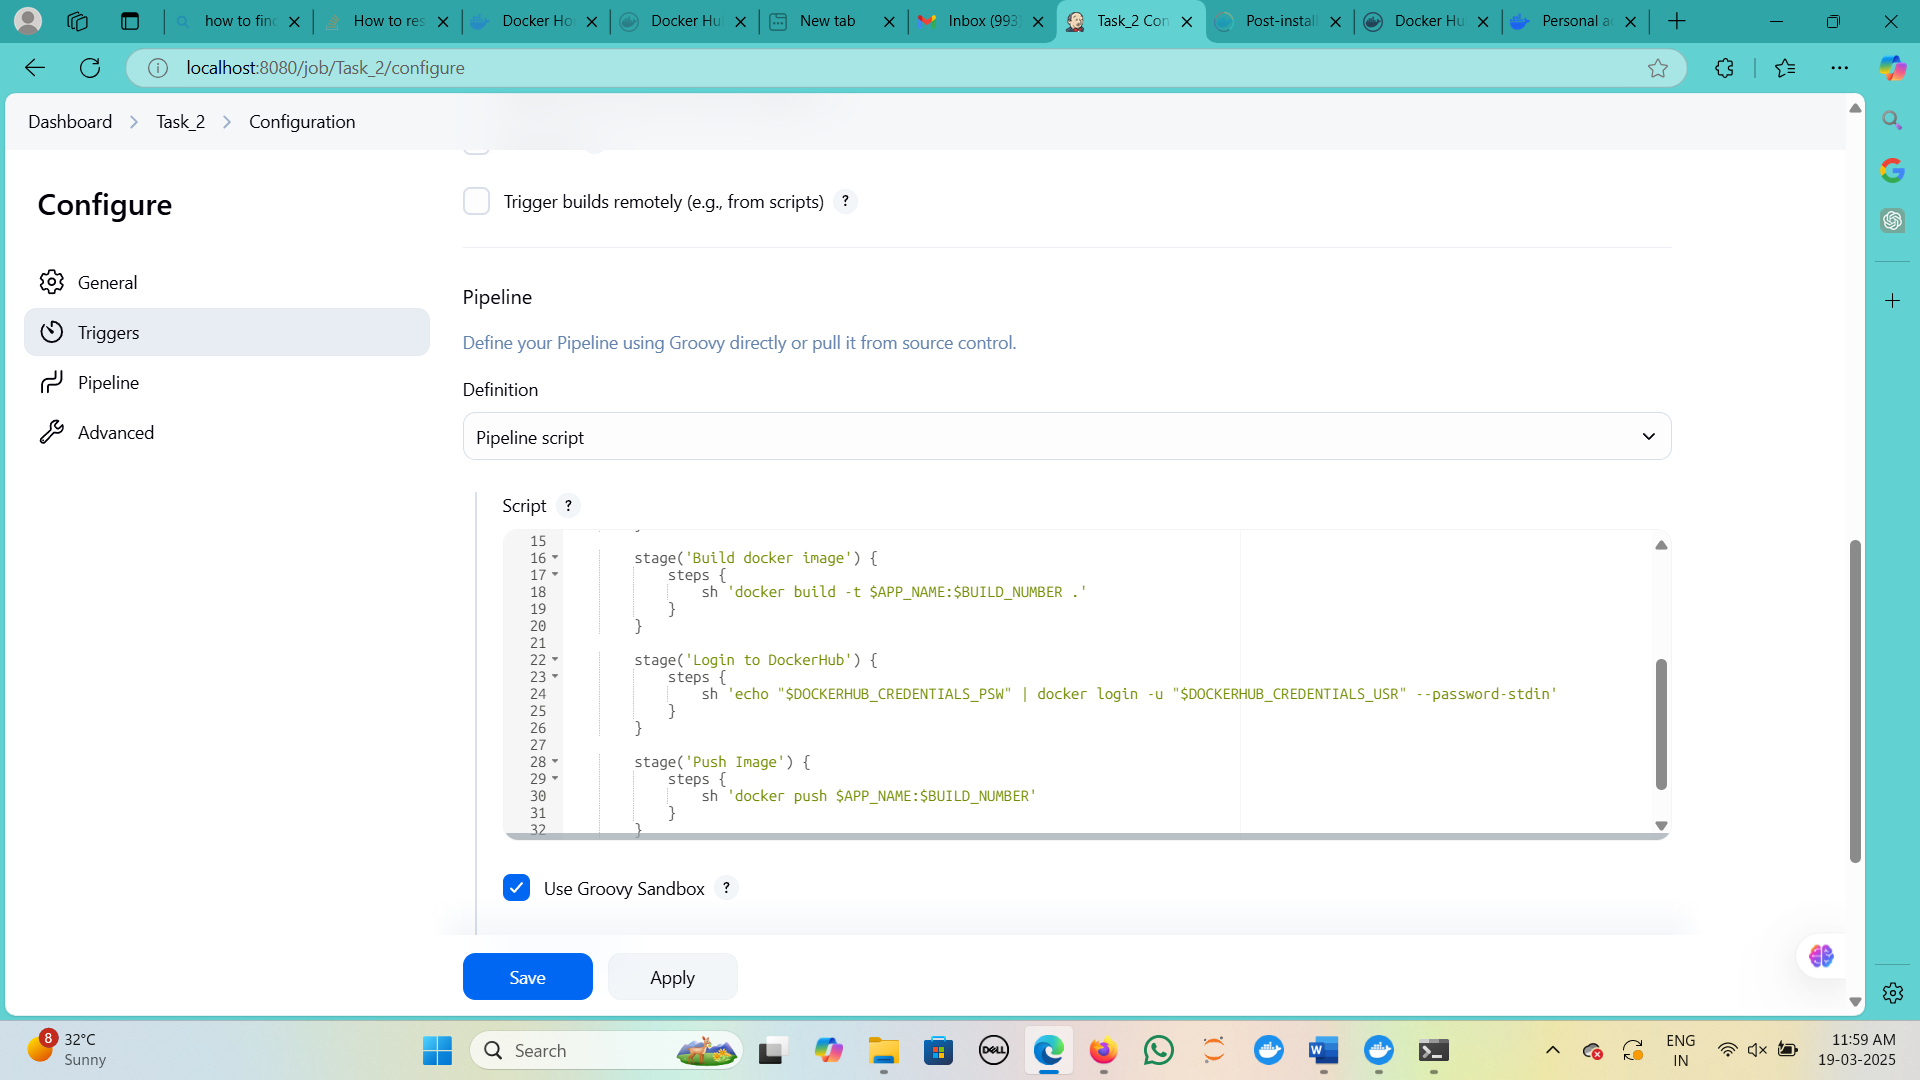 how to fin
How to res
Docker Ho
Docker Hu
New tab
Inbox (993
Task_2 Con
Post-install
Docker Hu
Personal a
localhost:8080/job/Task_2/configure
Dashboard
Task_2
Configuration
Configure
General
Triggers
Pipeline
Advanced
Trigger builds remotely (e.g., from scripts) ?
Pipeline
Define your Pipeline using Groovy directly or pull it from source control.
Definition
Pipeline script
Script ?
15
16 stage('Build docker image') {
17 steps {
18 sh 'docker build -t $APP_NAME:$BUILD_NUMBER .'
19 }
20 }
21
22 stage('Login to DockerHub') {
23 steps {
24 sh 'echo "$DOCKERHUB_CREDENTIALS_PSW" | docker login -u "$DOCKERHUB_CREDENTIALS_USR" --password-stdin'
25 }
26 }
27
28 stage('Push Image') {
29 steps {
30 sh 'docker push $APP_NAME:$BUILD_NUMBER'
31 }
32 }
Use Groovy Sandbox ?
Save
Apply
8
32°C
Sunny
Search
DELL
ENG
IN
11:59 AM
19-03-2025